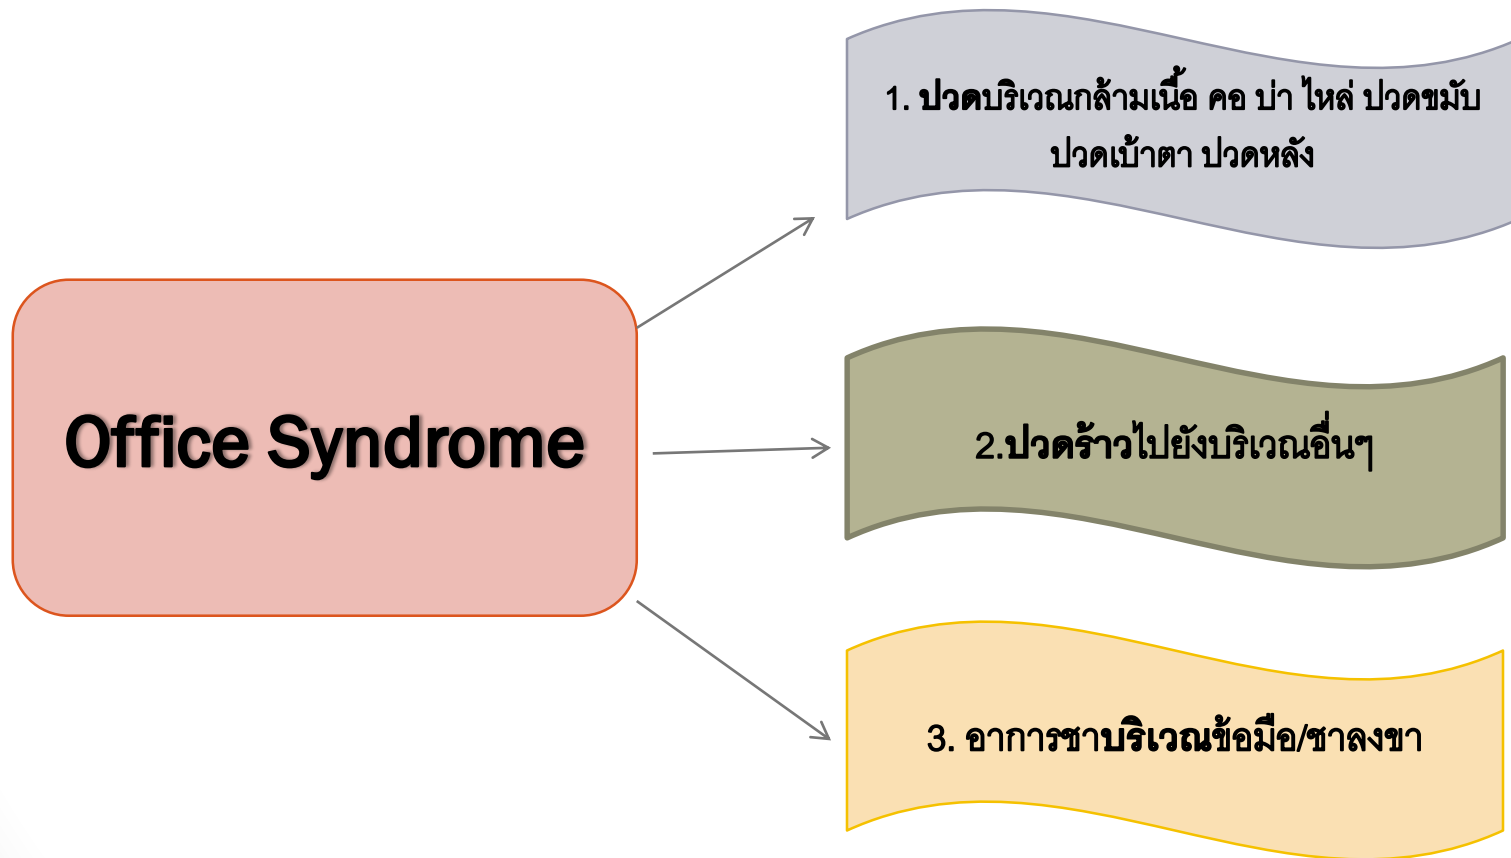 Office Syndrome
1. ปวดบริเวณกล้ามเนื้อ คอ บ่า ไหล่ ปวดขมับ
ปวดเบ้าตา ปวดหลัง
2.ปวดร้าวไปยังบริเวณอื่นๆ
3. อาการชาบริเวณข้อมือ/ชาลงขา